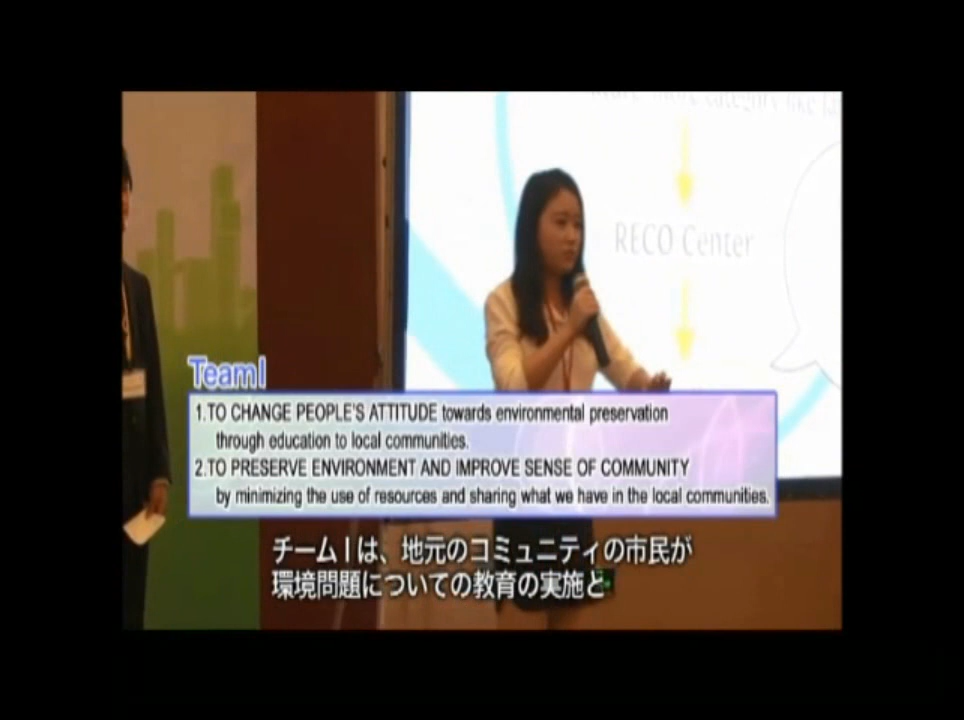 RECO Center
TeamI
1.TO CHANGE PEOPLE'S ATTITUDE towards environmental preservation
through education to local communities.
2.TO PRESERVE ENVIRONMENT AND IMPROVE SENSE OF COMMUNITY
by minimizing the use of resources and sharing what we have in the local communities.
チームIは、地元のコミュニティの市民が
環境問題についての教育の実施と